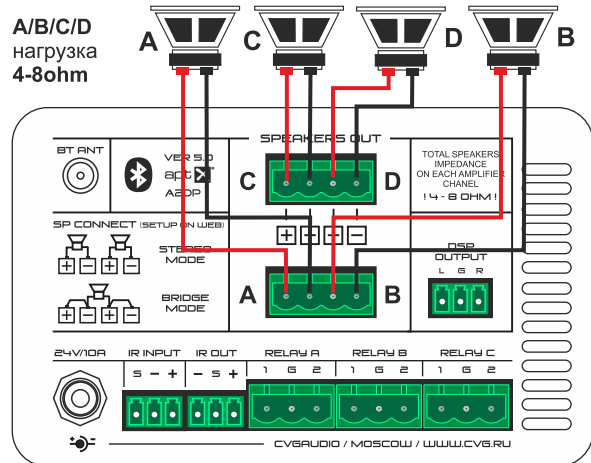 A/B/C/D
нагрузка
4-8ohm
A
C
D
B
SPEAKERS OUT
BT ANT
VER 5.0
aptX
A2DP
C
D
TOTAL SPEAKERS
IMPEDANCE
ON EACH AMPLIFIER
CHANEL
! 4 - 8 OHM !
SP CONNECT (SETUP ON WEB)
+ - + -
STEREO
MODE
+ - + -
DSP
OUTPUT
L G R
+ - + -
BRIDGE
MODE
A
B
24V/10A
IR INPUT
IR OUT
RELAY A
RELAY B
RELAY C
S - +
- S +
1 G 2
1 G 2
1 G 2
CVGAUDIO / MOSCOW / WWW.CVG.RU